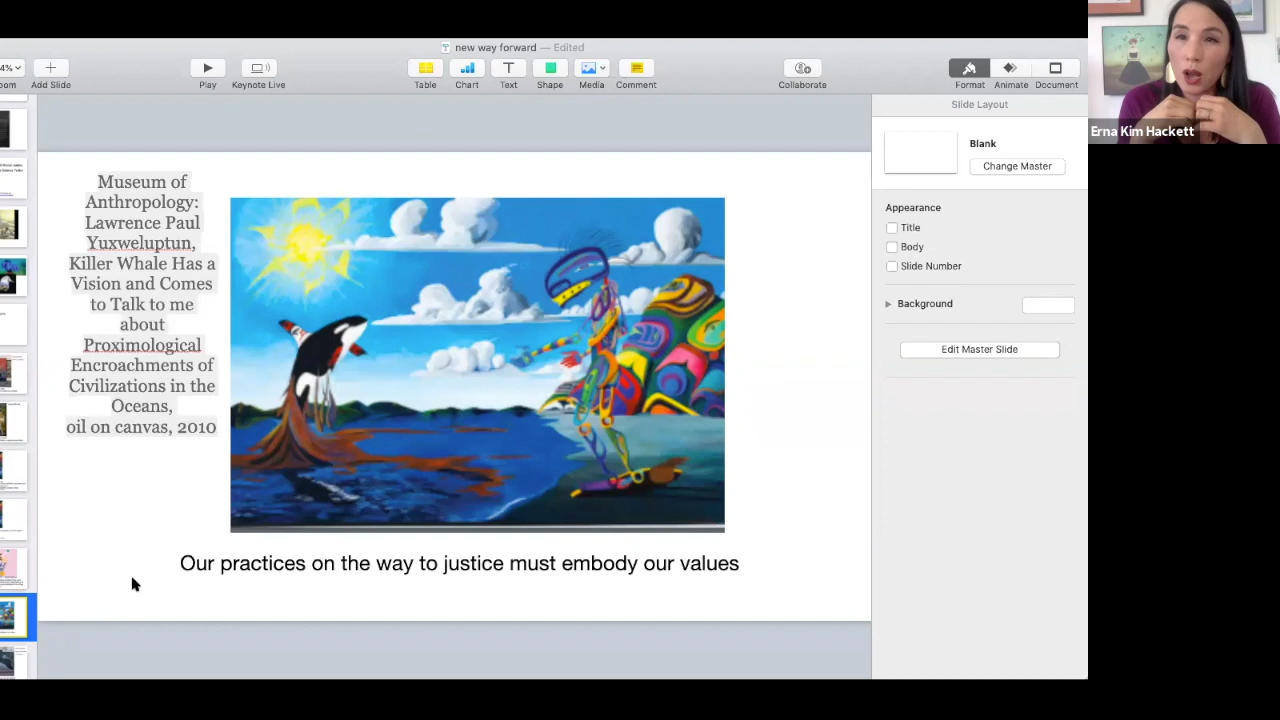 new way forward — Edited
4%
oom
Add Slide
Play
Keynote Live
Table
Chart
Text
Shape
Media
Comment
Collaborate
Format
Animate
Document
Erna Kim Hackett
Slide Layout
Blank
Change Master
Appearance
Title
Body
Slide Number
Background
Edit Master Slide
Museum of
Anthropology:
Lawrence Paul
Yuxweluptun,
Killer Whale Has a
Vision and Comes
to Talk to me
about
Proximological
Encroachments of
Civilizations in the
Oceans,
oil on canvas, 2010
Our practices on the way to justice must embody our values